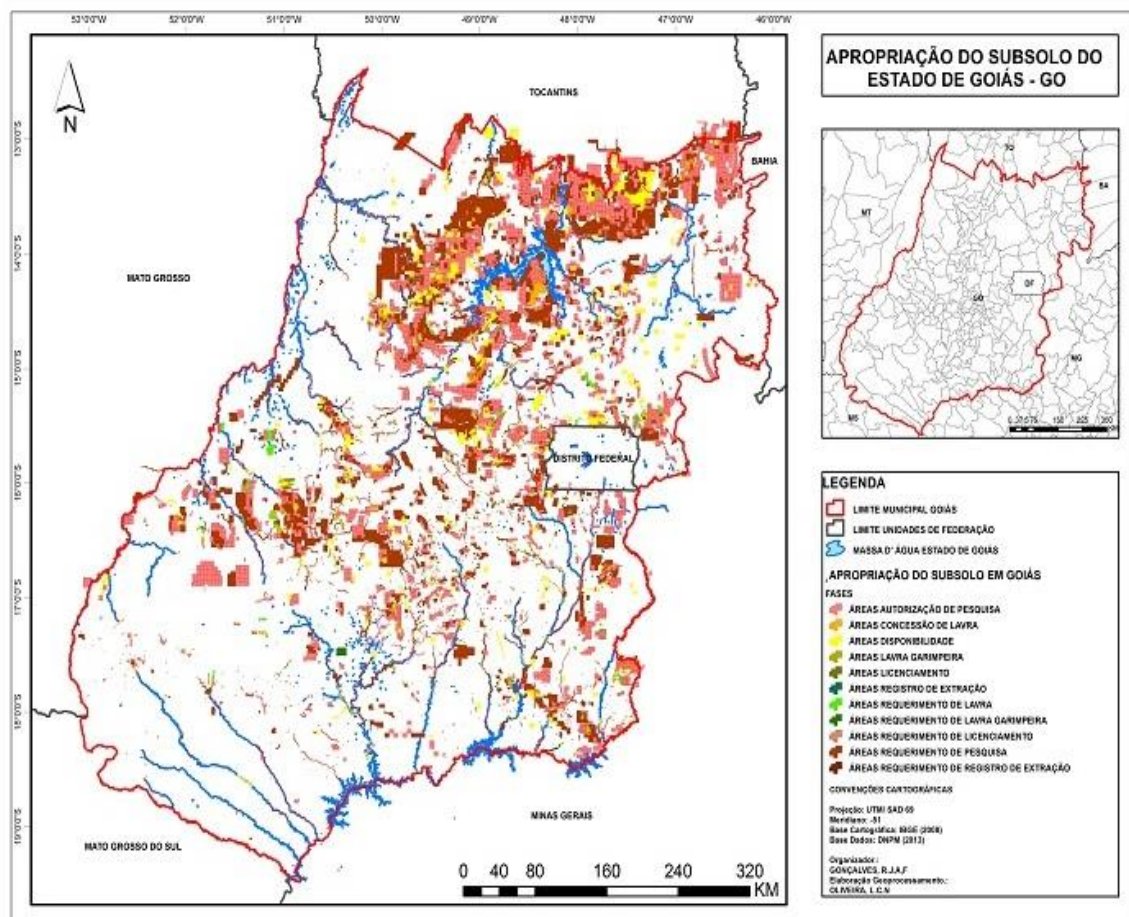 53°0'0"W 52°0'0"W 51°0'0"W 50°0'0"W 49°0'0"W 48°0'0"W 47°0'0"W 46°0'0"W
13°0'0"S
14°0'0"S
15°0'0"S
16°0'0"S
17°0'0"S
18°0'0"S
19°0'0"S
N
TOCANTINS
BAHIA
MATO GROSSO
DISTRITO FEDERAL
MINAS GERAIS
MATO GROSSO DO SUL
0 20 40 80 160 240 320
KM
APROPRIAÇÃO DO SUBSOLO DO
ESTADO DE GOIÁS - GO
TO
BA
MT
DF
GO
MG
MS
LEGENDA
LIMITE MUNICIPAL GOIÁS
LIMITE UNIDADES DE FEDERAÇÃO
MASSA D' ÁGUA ESTADO DE GOIÁS
,APROPRIAÇÃO DO SUBSOLO EM GOIÁS
FASES
ÁREAS AUTORIZAÇÃO DE PESQUISA
ÁREAS CONCESSÃO DE LAVRA
ÁREAS DISPONIBILIDADE
ÁREAS LAVRA GARIMPEIRA
ÁREAS LICENCIAMENTO
ÁREAS REGISTRO DE EXTRAÇÃO
ÁREAS REQUERIMENTO DE LAVRA
ÁREAS REQUERIMENTO DE LAVRA GARIMPEIRA
ÁREAS REQUERIMENTO DE LICENCIAMENTO
ÁREAS REQUERIMENTO DE PESQUISA
ÁREAS REQUERIMENTO DE REGISTRO DE EXTRAÇÃO
CONVENÇÕES CARTOGRÁFICAS
Projeção: UTM/ SAD 69
Meridiano: -51
Base Cartográfica: IBGE (2008)
Base Dados: DNPM (2013)
Organizador:
GONÇALVES, R.J.A.F
Elaboração Geoprocessamento.:
OLIVEIRA, L.C.N